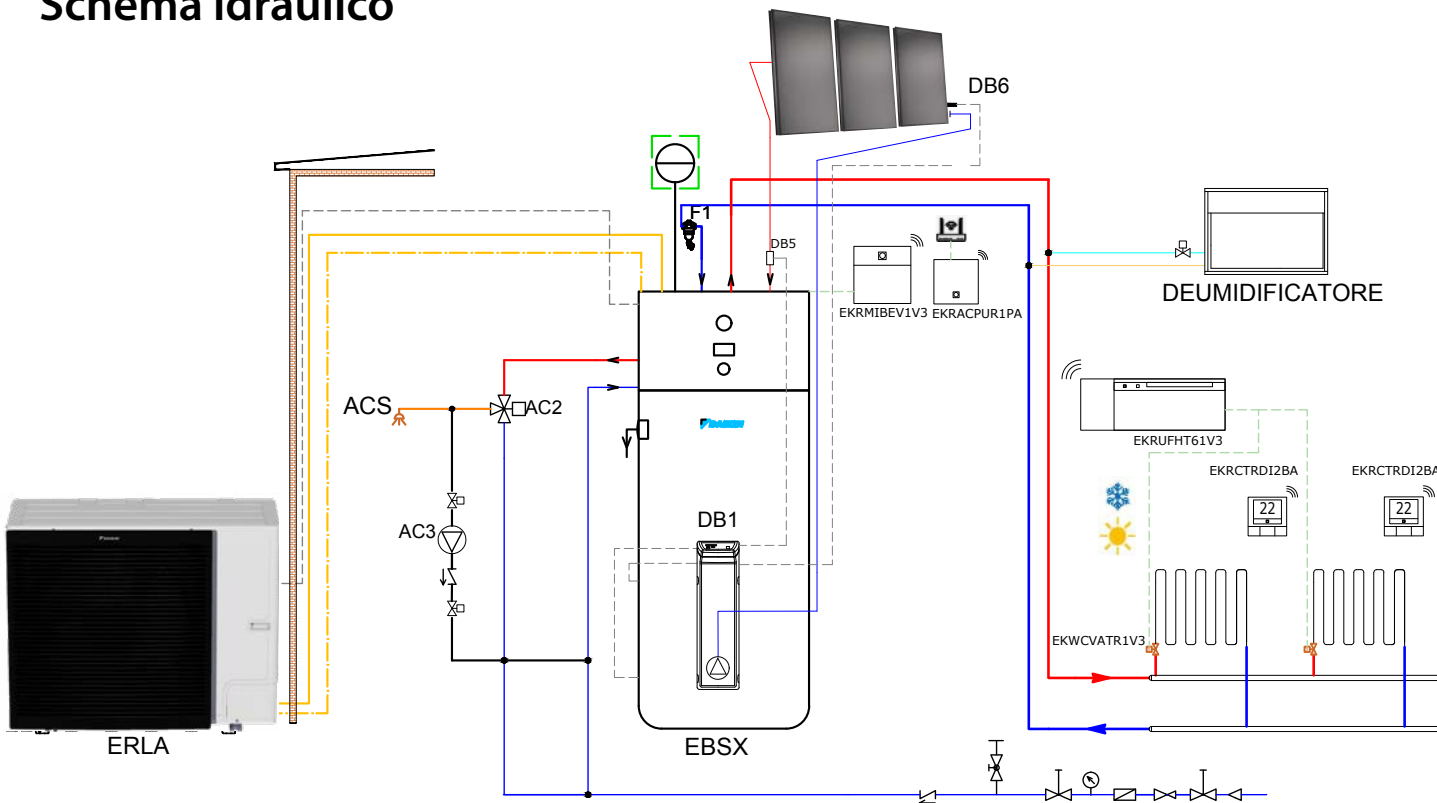 Schema Idraulico
DB6
F1
DB5
EKRMIBEV1V3
EKRACPUR1PA
DEUMIDIFICATORE
ACS
AC2
DAIKIN
EKRUFHT61V3
EKRCTRDI2BA
EKRCTRDI2BA
22
22
DB1
AC3
EKWCVATR1V3
ERLA
EBSX